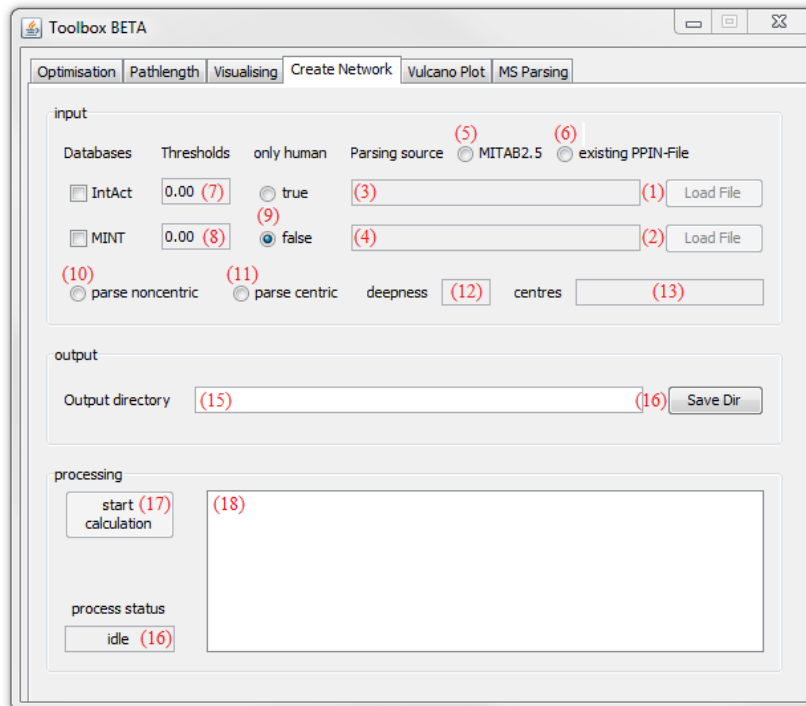 Toolbox BETA
Optimisation Pathlength Visualising Create Network Vulcano Plot MS Parsing
input
(5) (6)
Databases Thresholds only human Parsing source MITAB2.5 existing PPIN-File
IntAct 0.00 (7) true (3) (1) Load File
(9)
MINT 0.00 (8) false (4) (2) Load File
(10) (11)
parse noncentric parse centric deepness (12) centres (13)
output
Output directory (15) (16) Save Dir
processing
start (17) (18)
calculation
process status
idle (16)